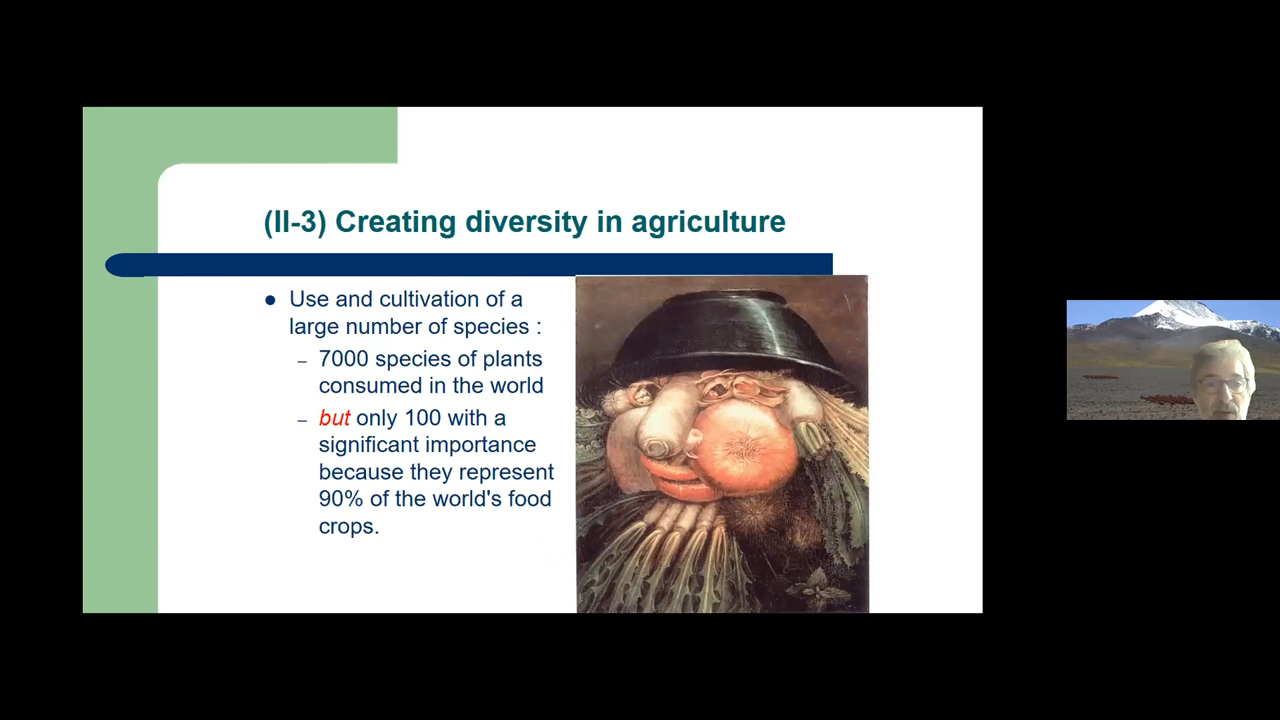 (II-3) Creating diversity in agriculture
● Use and cultivation of a
large number of species :
– 7000 species of plants
consumed in the world
– but only 100 with a
significant importance
because they represent
90% of the world's food
crops.